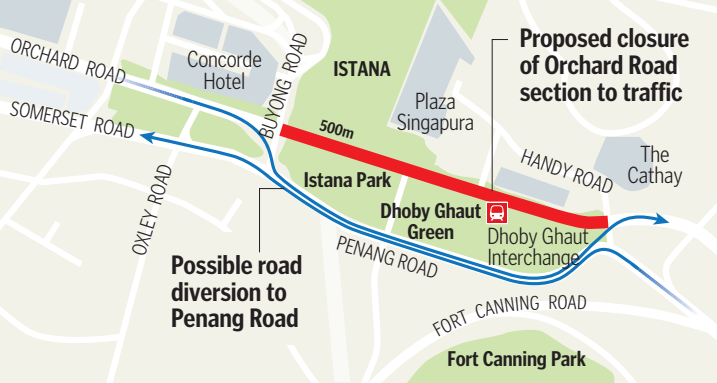 ORCHARD ROAD
SOMERSET ROAD
Concorde
Hotel
BUYONG ROAD
ISTANA
Plaza
Singapura
Proposed closure
of Orchard Road
section to traffic
500m
HANDY ROAD
The
Cathay
OXLEY ROAD
Istana Park
Dhoby Ghaut
Green
Dhoby Ghaut
Interchange
PENANG ROAD
Possible road
diversion to
Penang Road
FORT CANNING ROAD
Fort Canning Park